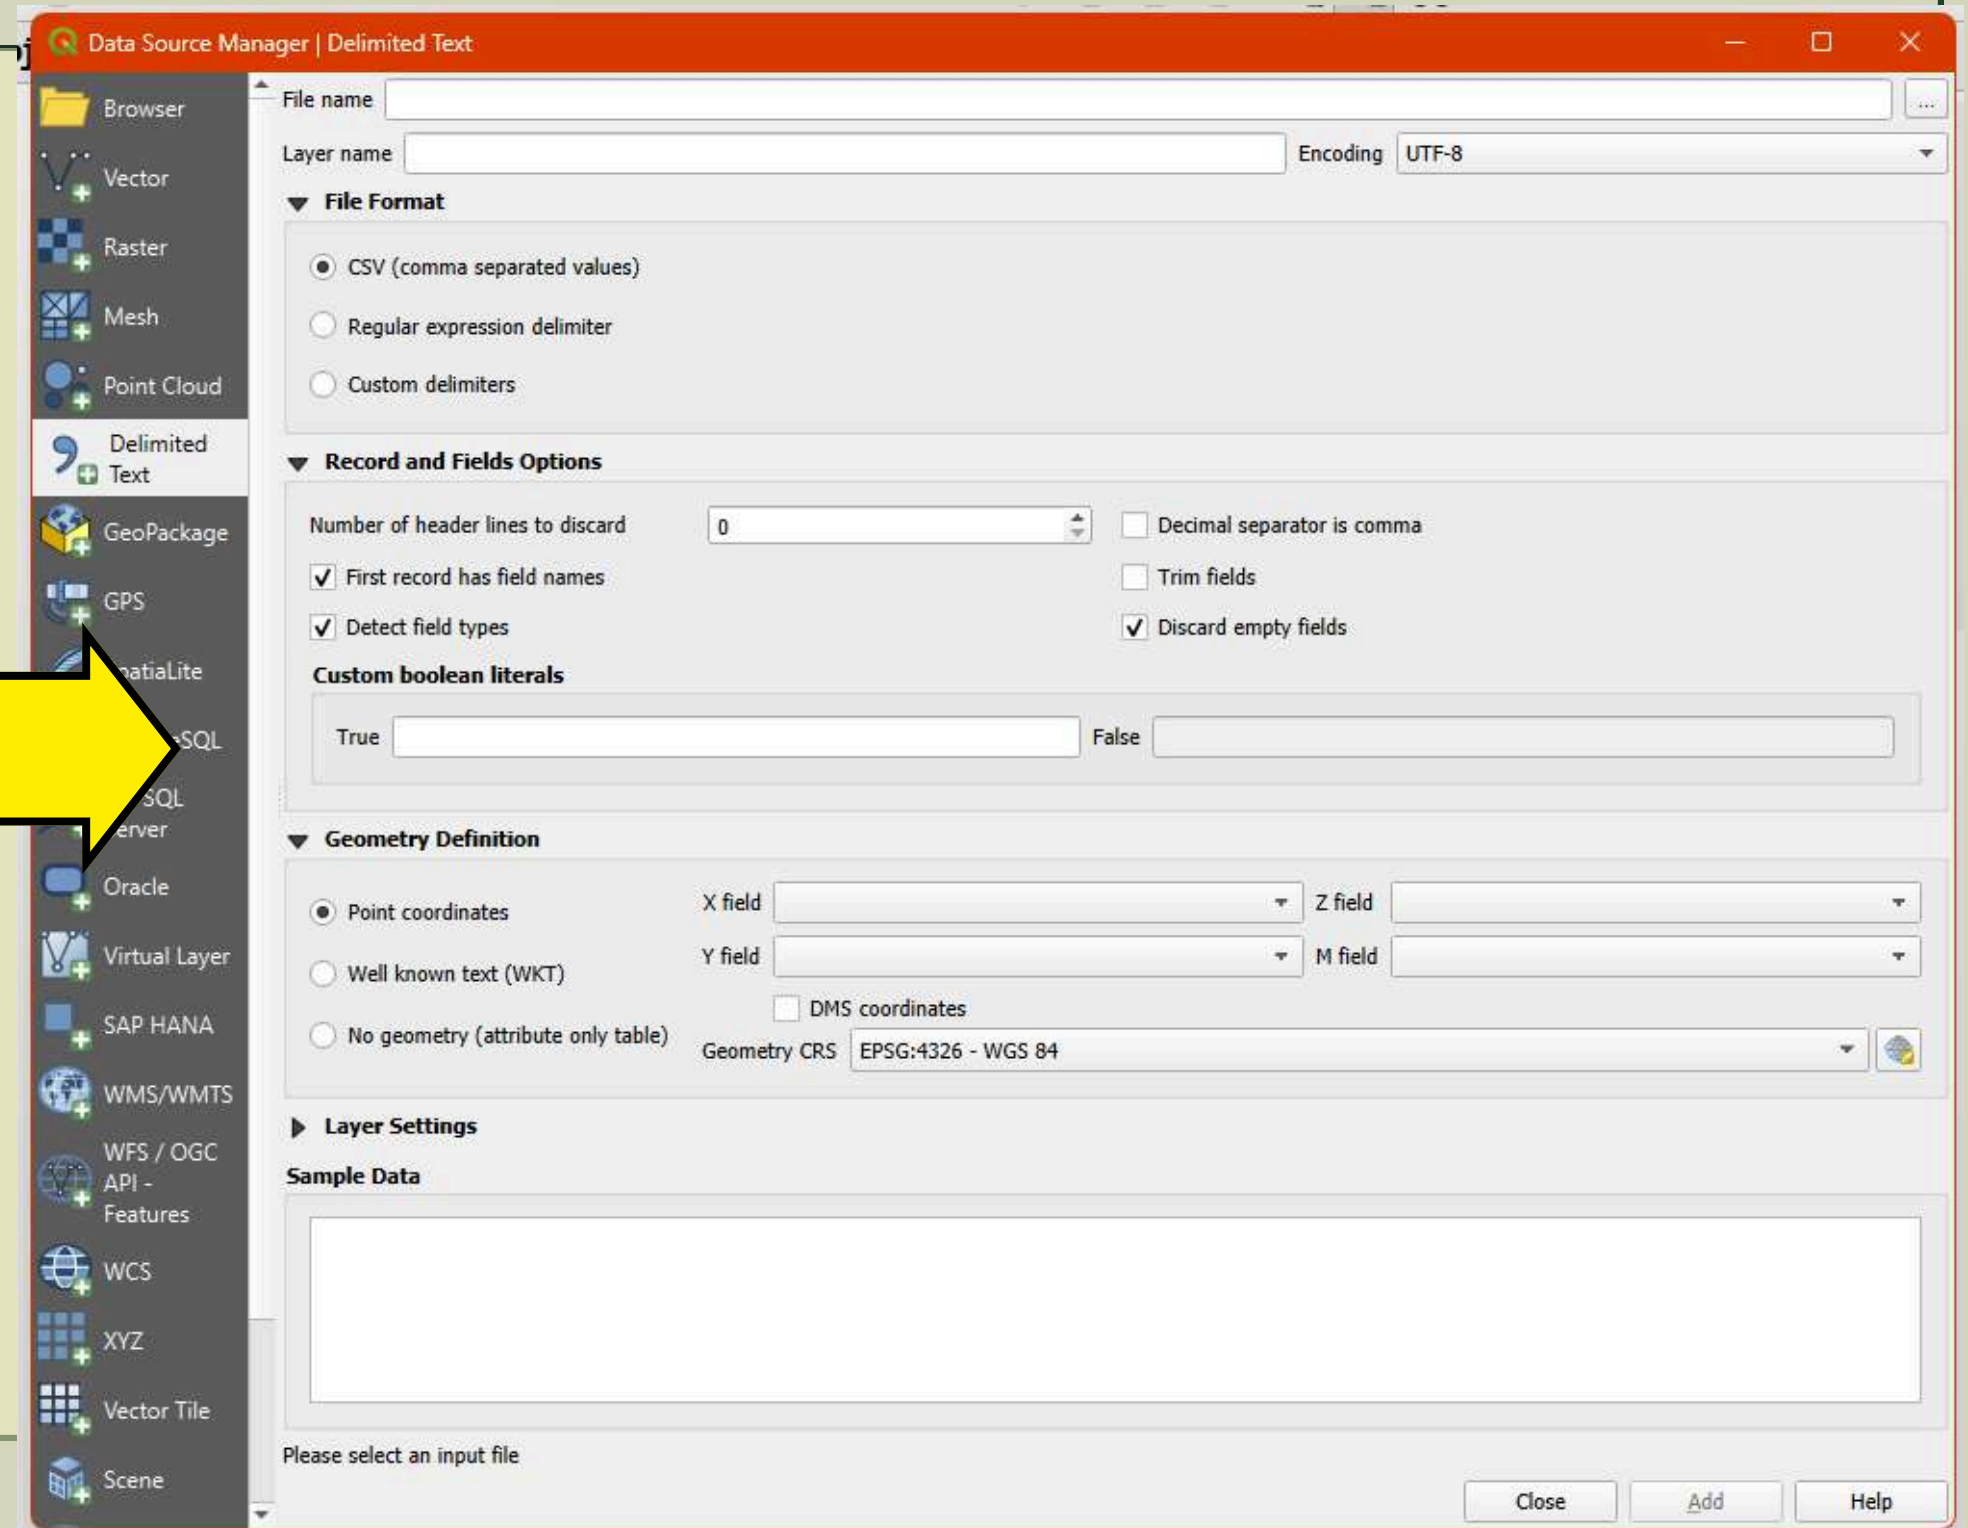 Data Source Manager | Delimited Text
Browser
Vector
Raster
Mesh
Point Cloud
Delimited
Text
GeoPackage
GPS
patiaLite
SQL
SQL
erver
Oracle
Virtual Layer
SAP HANA
WMS/WMTS
WFS / OGC
API -
Features
WCS
XYZ
Vector Tile
Scene
File name
...
Layer name
Encoding UTF-8
File Format
CSV (comma separated values)
Regular expression delimiter
Custom delimiters
Record and Fields Options
Number of header lines to discard 0
Decimal separator is comma
First record has field names
Trim fields
Detect field types
Discard empty fields
Custom boolean literals
True
False
Geometry Definition
Point coordinates
Well known text (WKT)
No geometry (attribute only table)
X field
Z field
Y field
M field
DMS coordinates
Geometry CRS EPSG:4326 - WGS 84
Layer Settings
Sample Data
Please select an input file
Close
Add
Help